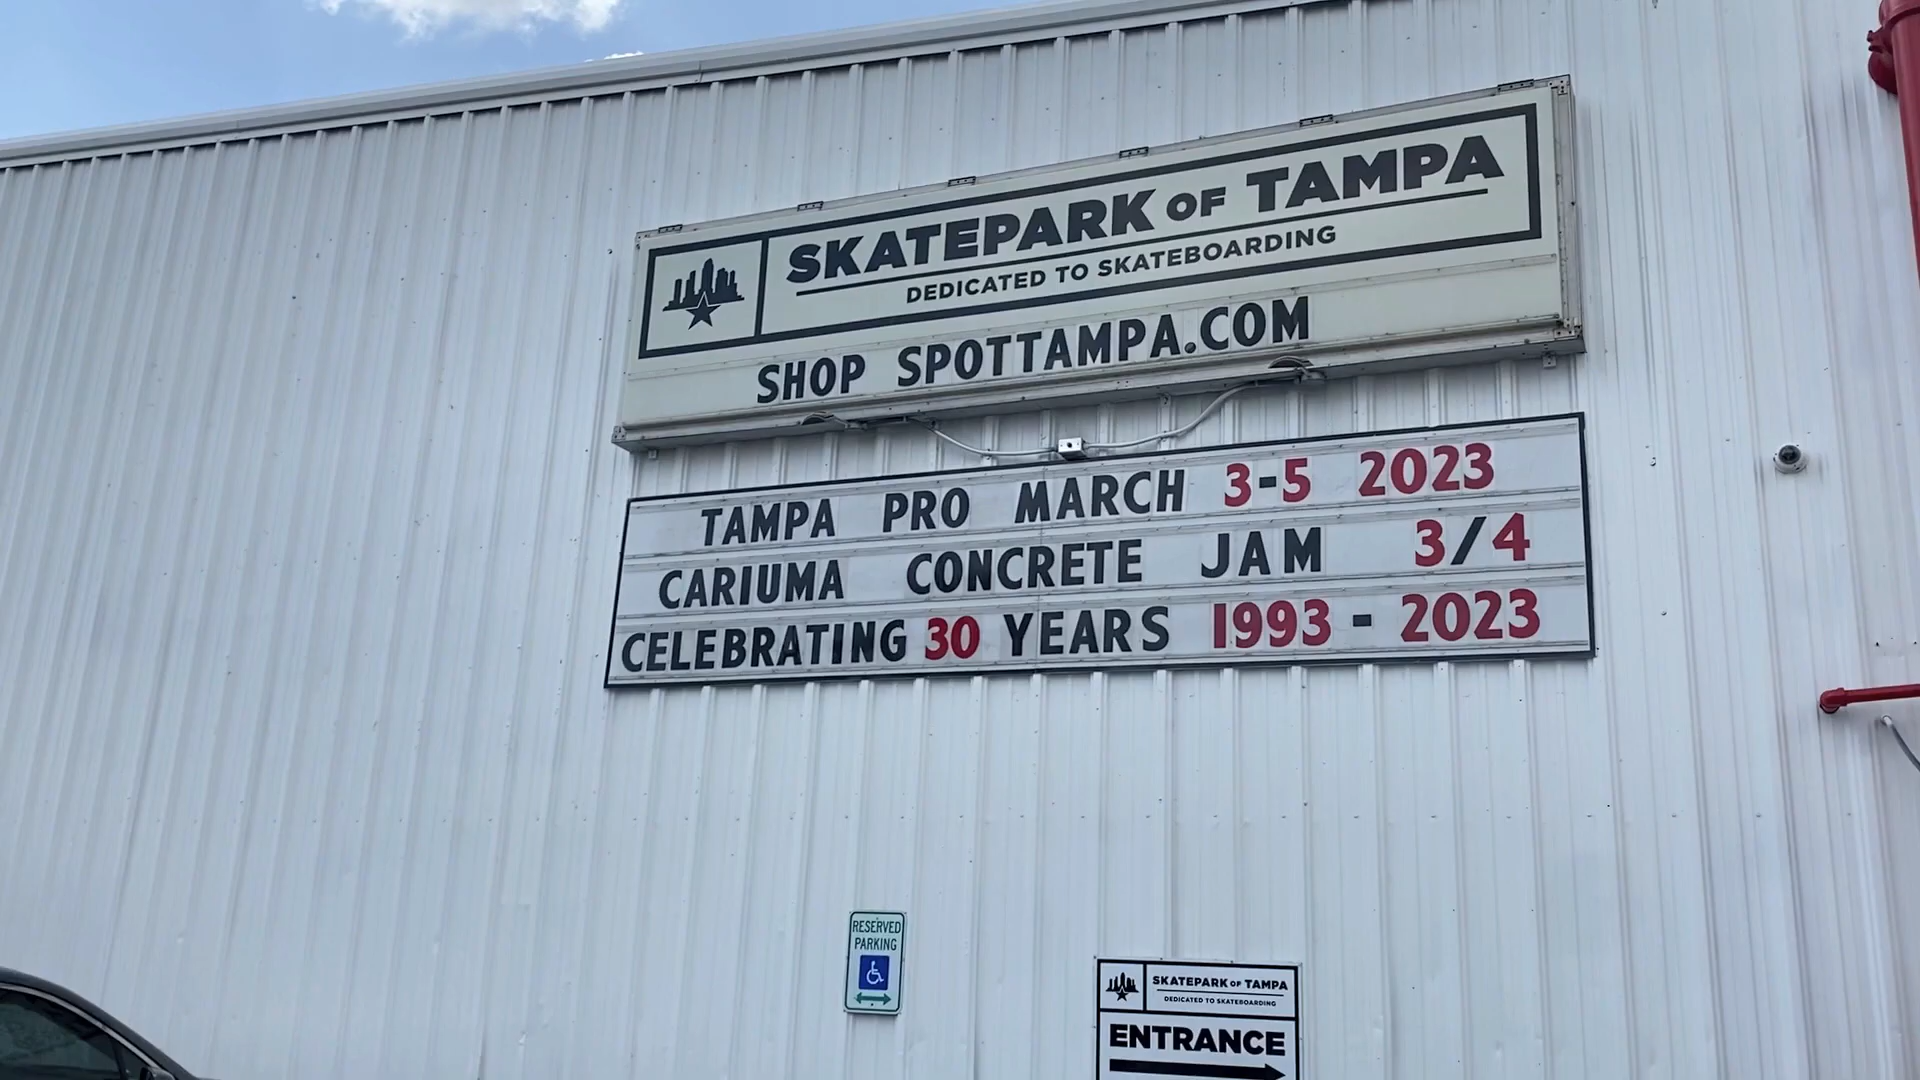 SKATEPARK OF TAMPA
DEDICATED TO SKATEBOARDING
SHOP SPOTTAMPA.COM
TAMPA PRO MARCH 3-5 2023
CARIUMA CONCRETE JAM 3/4
CELEBRATING 30 YEARS 1993 - 2023
RESERVED
PARKING
SKATEPARK OF TAMPA
DEDICATED TO SKATEBOARDING
ENTRANCE